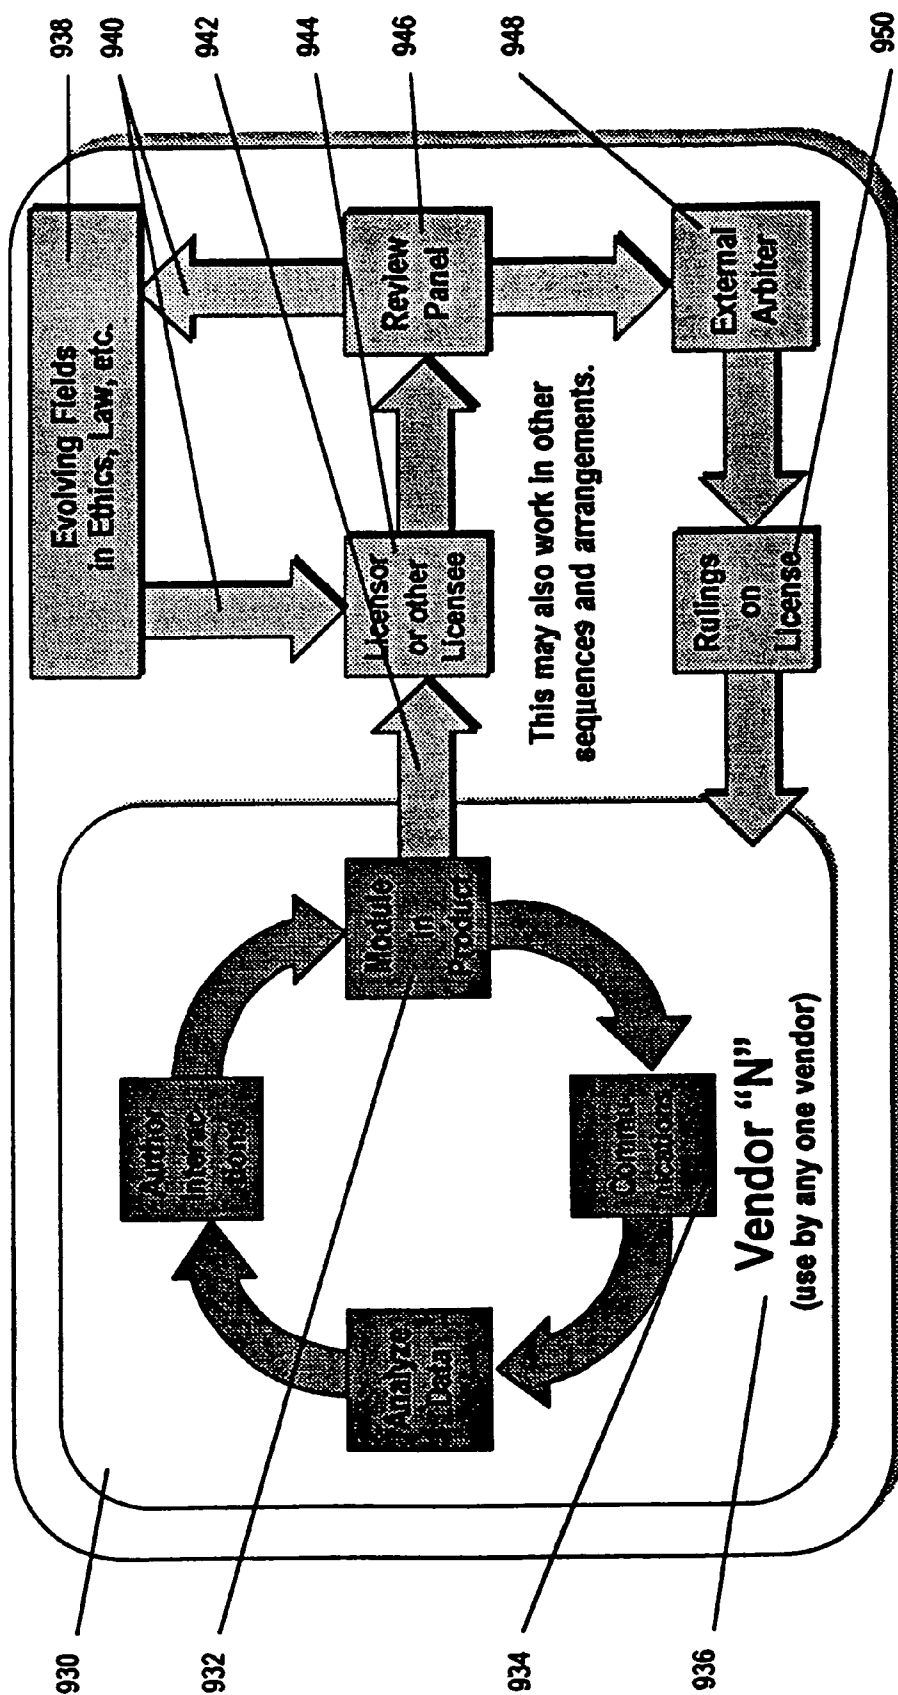 938
940
942
944
946
948
950
Evolving Fields
in Ethics, Law, etc.
Licensor
or other
Licensee
Review
Panel
External
Arbiter
Rulings
on
License
This may also work in other
sequences and arrangements.
Module
in
Product
Analyze
Data
Vendor “N”
(use by any one vendor)
930
932
934
936